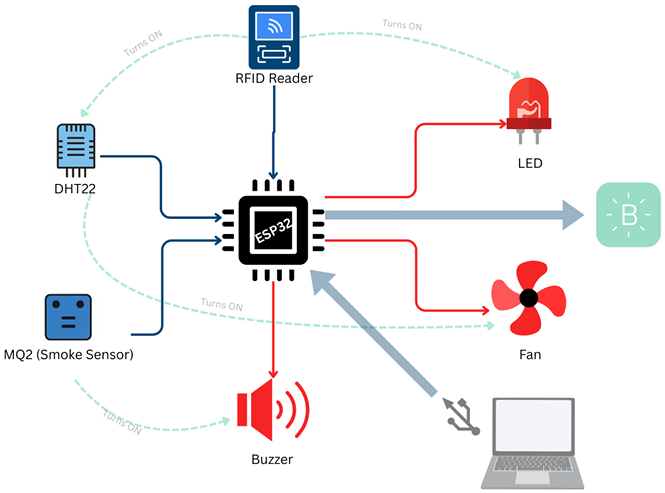 Turns ON
Turns ON
RFID Reader
LED
DHT22
ESP32
B
Turns ON
MQ2 (Smoke Sensor)
Fan
Turns ON
Buzzer